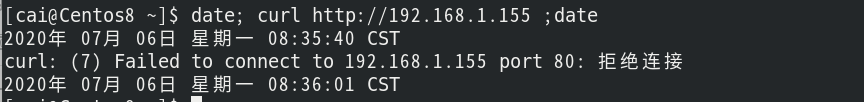 [cai@Centos8 ~]$ date; curl http://192.168.1.155 ;date
2020年 07月 06日 星期一 08:35:40 CST
curl: (7) Failed to connect to 192.168.1.155 port 80: 拒绝连接
2020年 07月 06日 星期一 08:36:01 CST